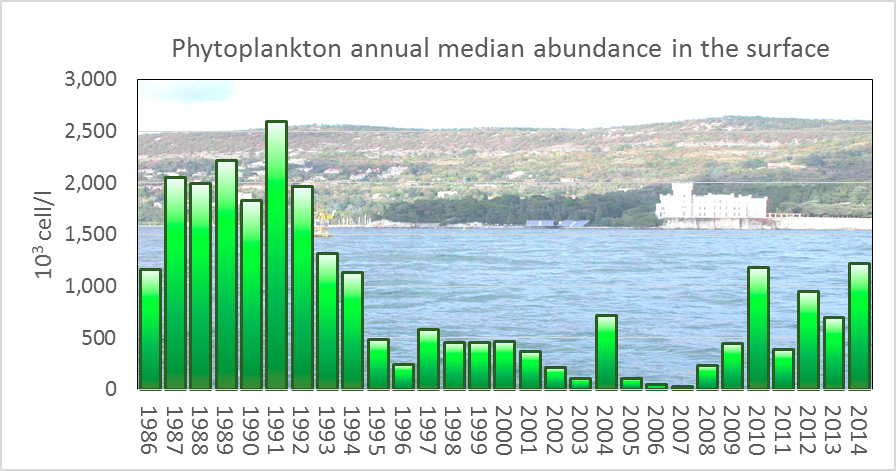 Phytoplankton annual median abundance in the surface
3,000
2,500
2,000
1,500
1,000
500
0
10³ cell/l
1986 1987 1988 1989 1990 1991 1992 1993 1994 1995 1996 1997 1998 1999 2000 2001 2002 2003 2004 2005 2006 2007 2008 2009 2010 2011 2012 2013 2014